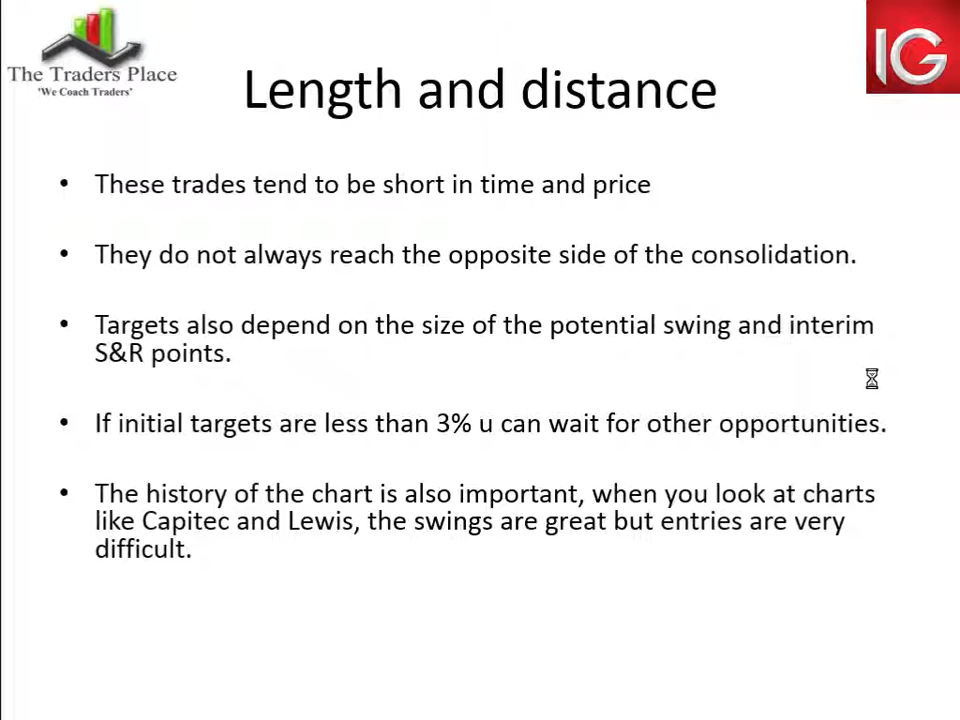 The Traders Place
'We Coach Traders'
IG
Length and distance
• These trades tend to be short in time and price
• They do not always reach the opposite side of the consolidation.
• Targets also depend on the size of the potential swing and interim
S&R points.
• If initial targets are less than 3% u can wait for other opportunities.
• The history of the chart is also important, when you look at charts
like Capitec and Lewis, the swings are great but entries are very
difficult.